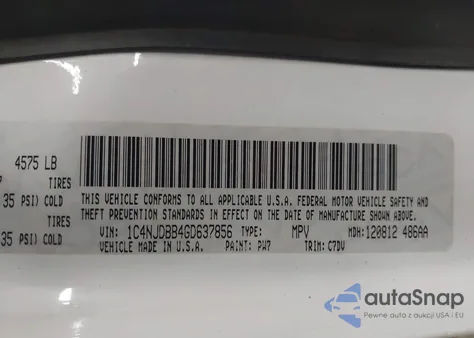 4575 LB
TIRES
35 PSI) COLD
TIRES
35 PSI) COLD
THIS VEHICLE CONFORMS TO ALL APPLICABLE U.S.A. FEDERAL MOTOR VEHICLE SAFETY AND
THEFT PREVENTION STANDARDS IN EFFECT ON THE DATE OF MANUFACTURE SHOWN ABOVE.
VIN: 1C4NJDBB4GD637856 TYPE: MPV MDH: 120812 486AA
VEHICLE MADE IN U.S.A. PAINT: PW7 TRIM: C7DV
autoSnap
Pewne auta z aukcji USA i EU